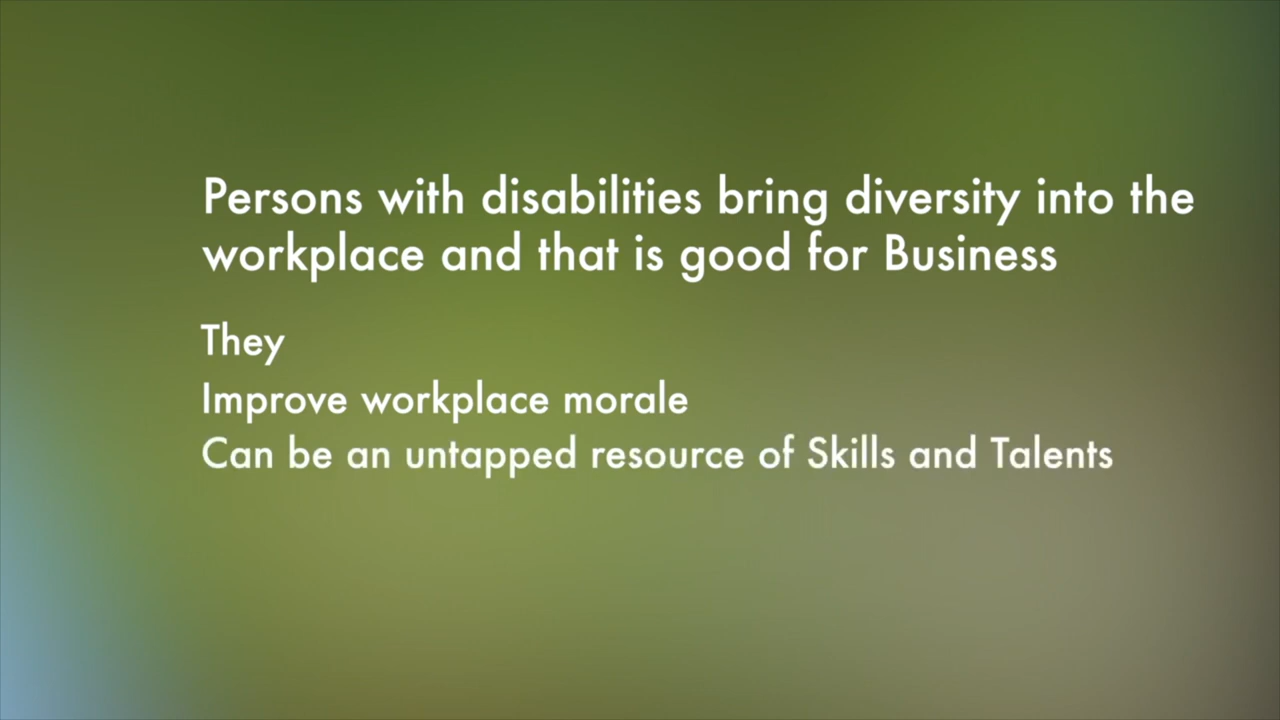 Persons with disabilities bring diversity into the
workplace and that is good for Business
They
Improve workplace morale
Can be an untapped resource of Skills and Talents